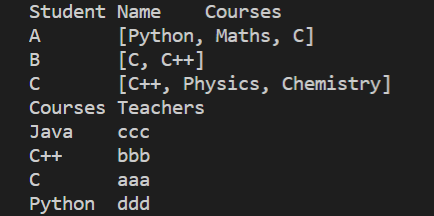 Student Name    Courses
A       [Python, Maths, C]
B       [C, C++]
C       [C++, Physics, Chemistry]
Courses Teachers
Java    ccc
C++     bbb
C       aaa
Python  ddd